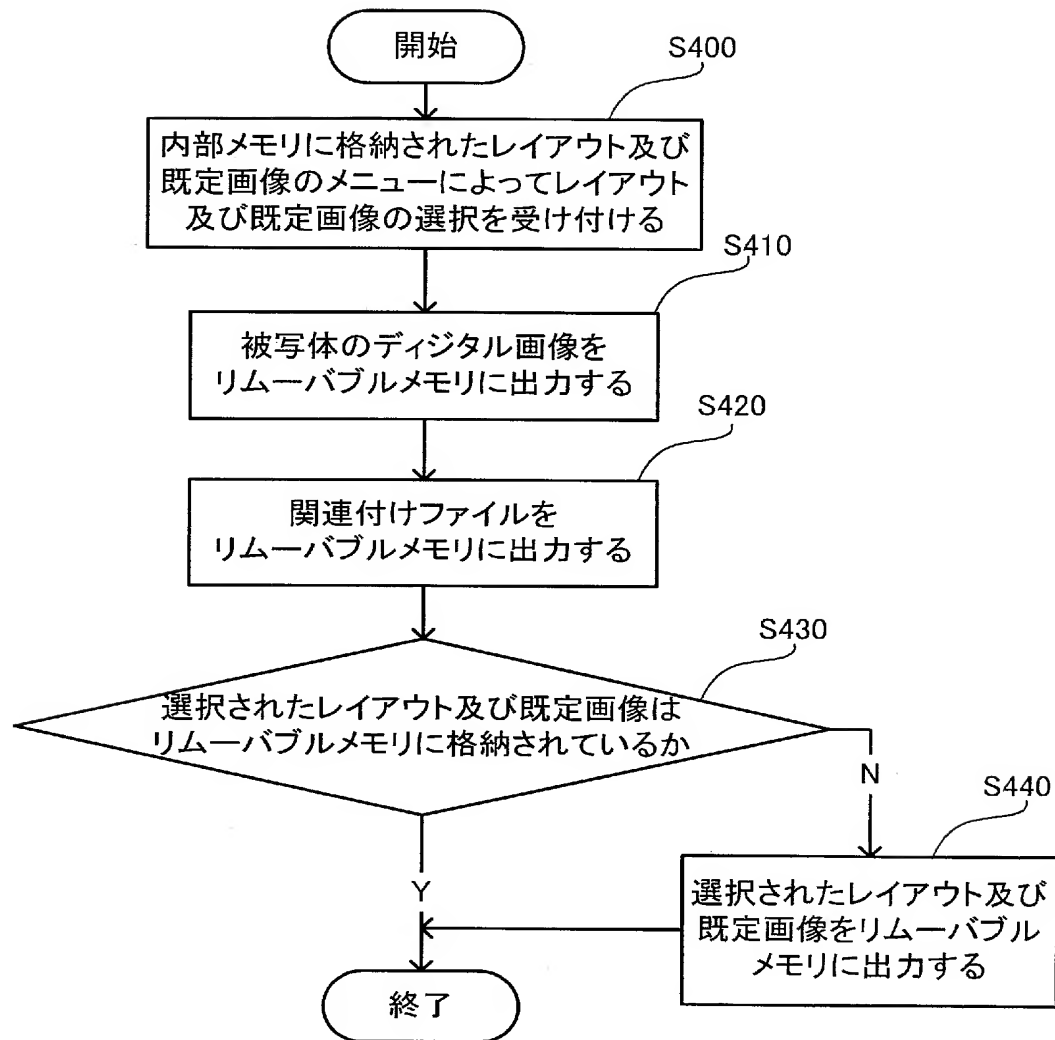 開始
S400
内部メモリに格納されたレイアウト及び
既定画像のメニューによってレイアウト
及び既定画像の選択を受け付ける
S410
被写体のディジタル画像を
リムーバブルメモリに出力する
S420
関連付けファイルを
リムーバブルメモリに出力する
S430
選択されたレイアウト及び既定画像は
リムーバブルメモリに格納されているか
N
S440
選択されたレイアウト及び
既定画像をリムーバブル
メモリに出力する
Y
終了